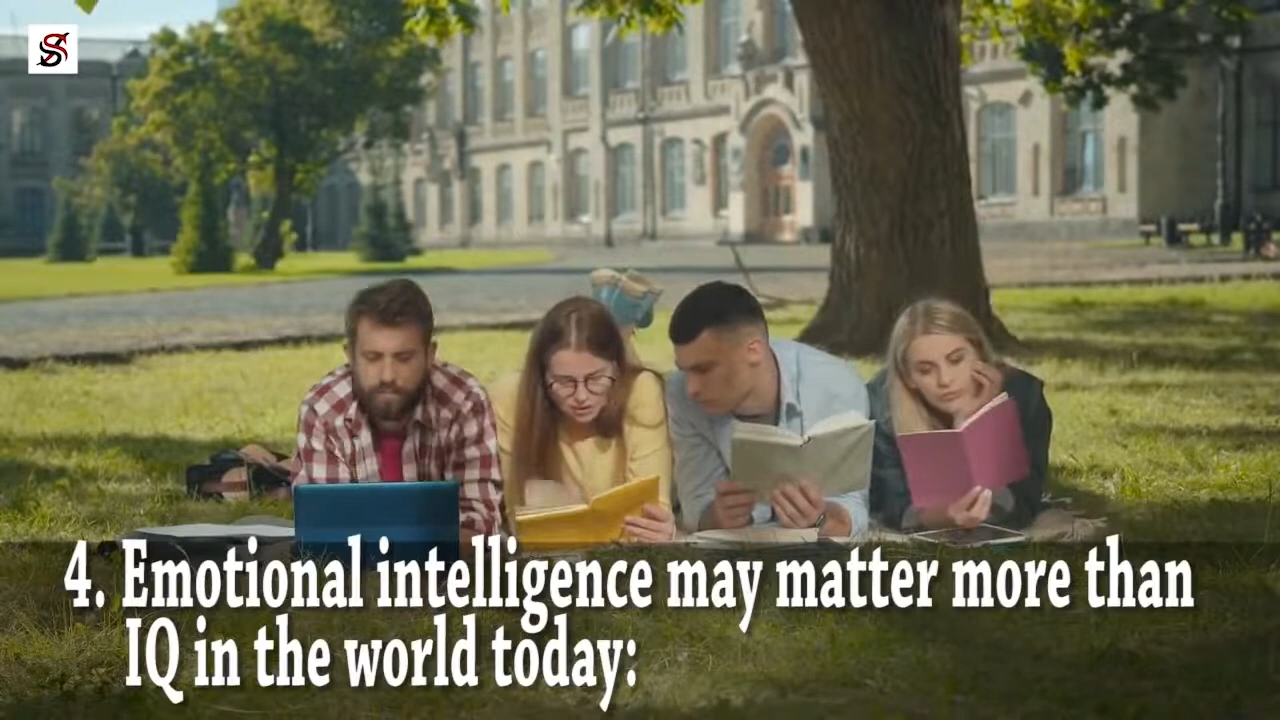 4. Emotional intelligence may matter more than
IQ in the world today: